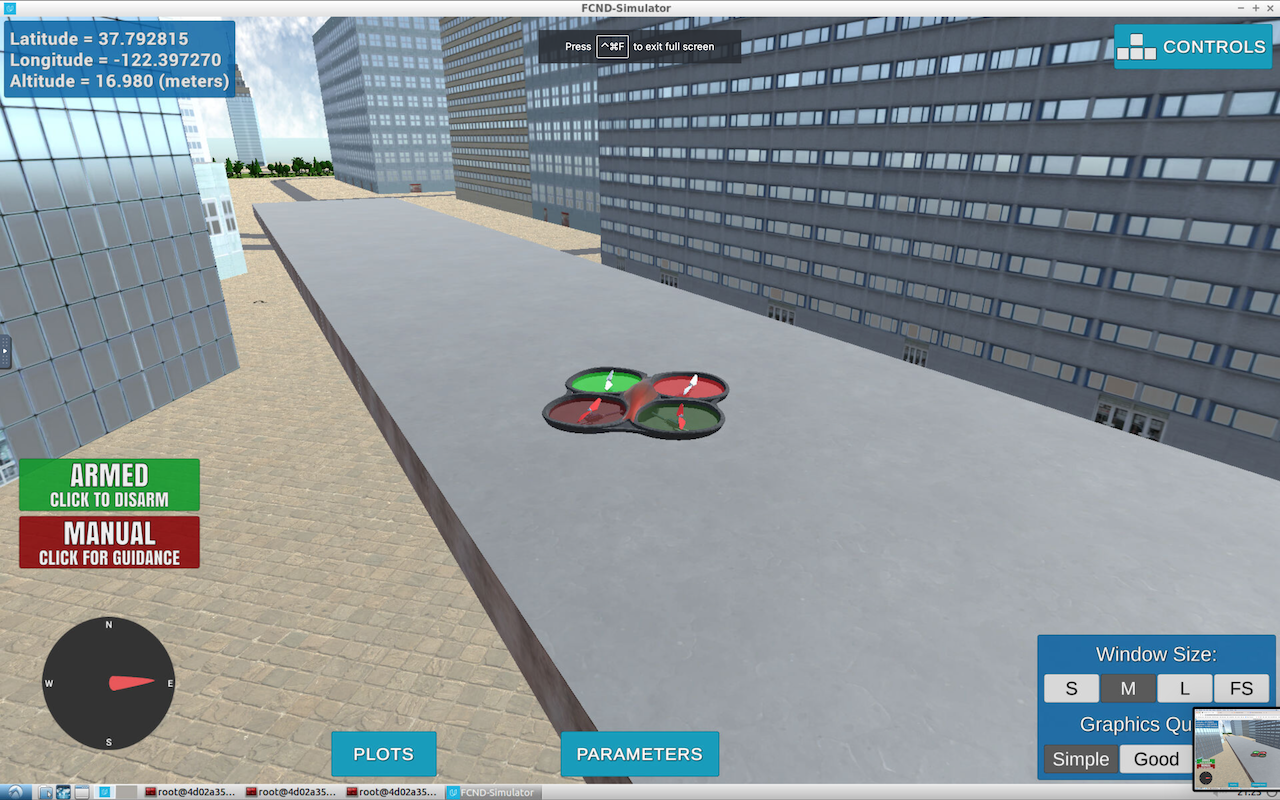 FCND-Simulator
Latitude = 37.792815
Longitude = -122.397270
Altitude = 16.980 (meters)
Press ^⌘F to exit full screen
CONTROLS
ARMED
CLICK TO DISARM
MANUAL
CLICK FOR GUIDANCE
N
W E
S
PLOTS
PARAMETERS
Window Size:
S M L FS
Graphics Qu
Simple Good
root@4d02a35...
root@4d02a35...
root@4d02a35...
FCND-Simulator